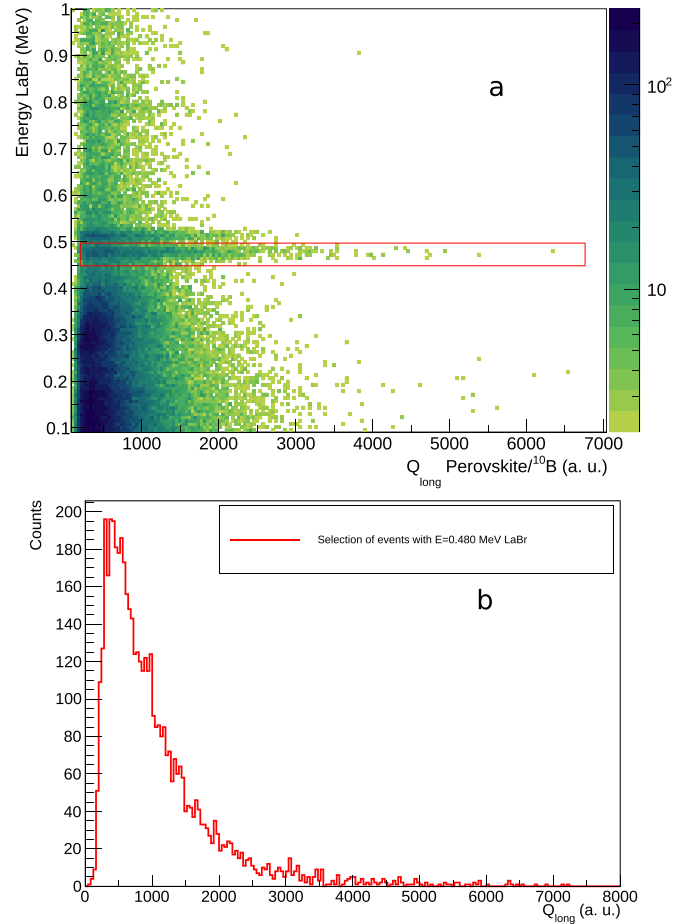 Energy LaBr (MeV)
1
0.9
0.8
0.7
0.6
0.5
0.4
0.3
0.2
0.1
a
10²
10
1000 2000 3000 4000 5000 6000 7000
Q_long Perovskite/¹⁰B (a. u.)
Counts
200
180
160
140
120
100
80
60
40
20
0
Selection of events with E=0.480 MeV LaBr
b
0 1000 2000 3000 4000 5000 6000 7000 8000
Q_long (a. u.)